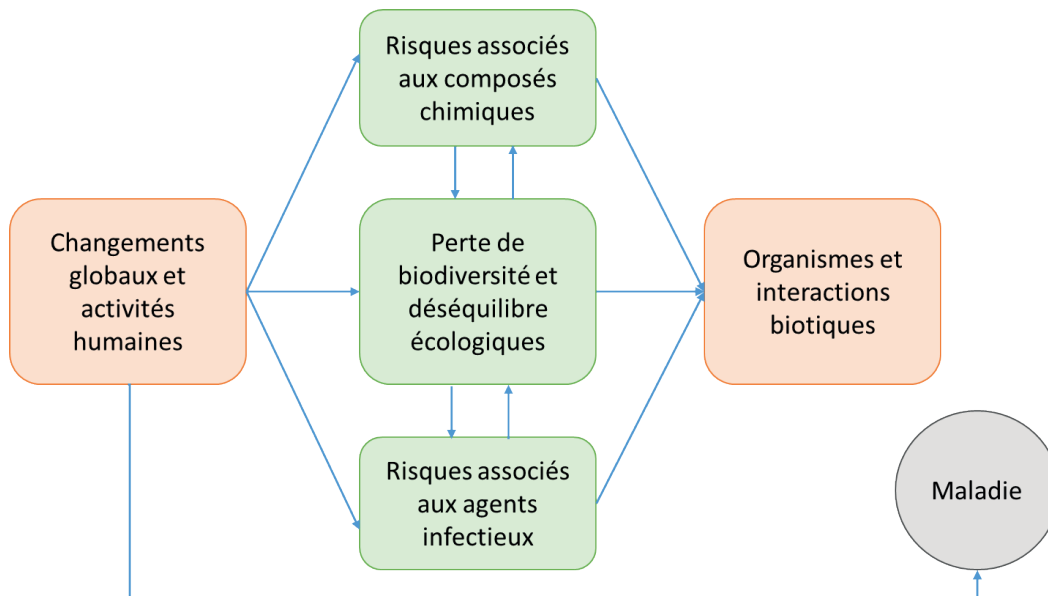 Risques associés
aux composés
chimiques
Changements
globaux et
activités
humaines
Perte de
biodiversité et
déséquilibre
écologiques
Organismes et
interactions
biotiques
Risques associés
aux agents
infectieux
Maladie